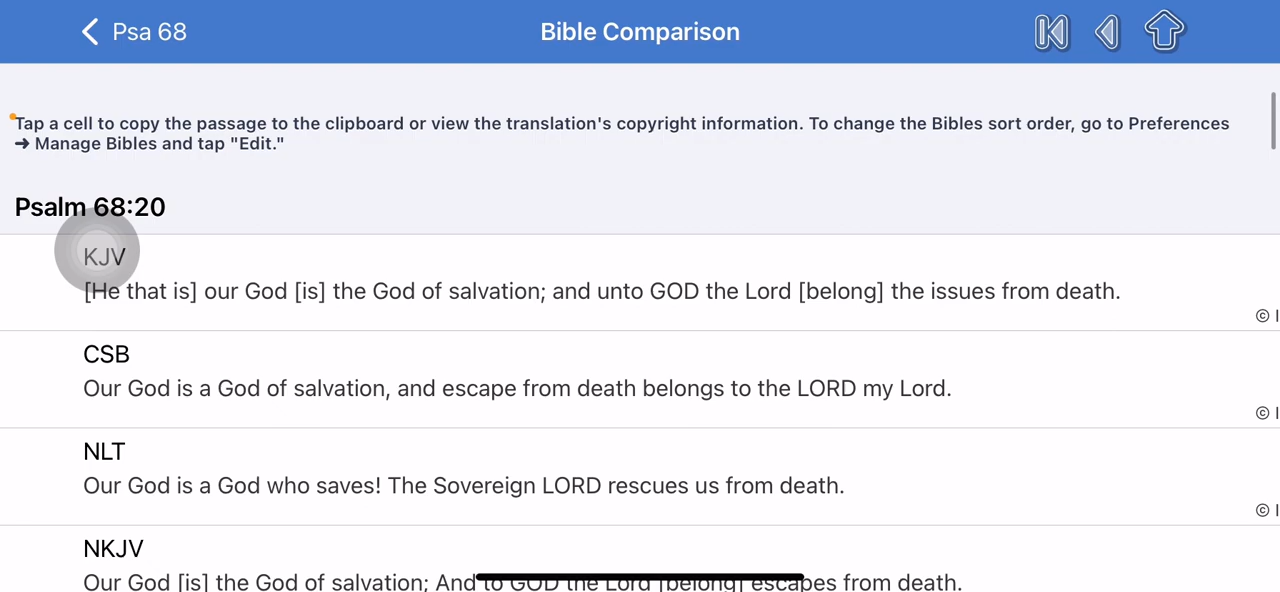 Psa 68
Bible Comparison
Tap a cell to copy the passage to the clipboard or view the translation's copyright information. To change the Bibles sort order, go to Preferences
➜ Manage Bibles and tap "Edit."
Psalm 68:20
KJV
[He that is] our God [is] the God of salvation; and unto GOD the Lord [belong] the issues from death.
©
CSB
Our God is a God of salvation, and escape from death belongs to the LORD my Lord.
©
NLT
Our God is a God who saves! The Sovereign LORD rescues us from death.
©
NKJV
Our God [is] the God of salvation; And to GOD the Lord [belong] escapes from death.